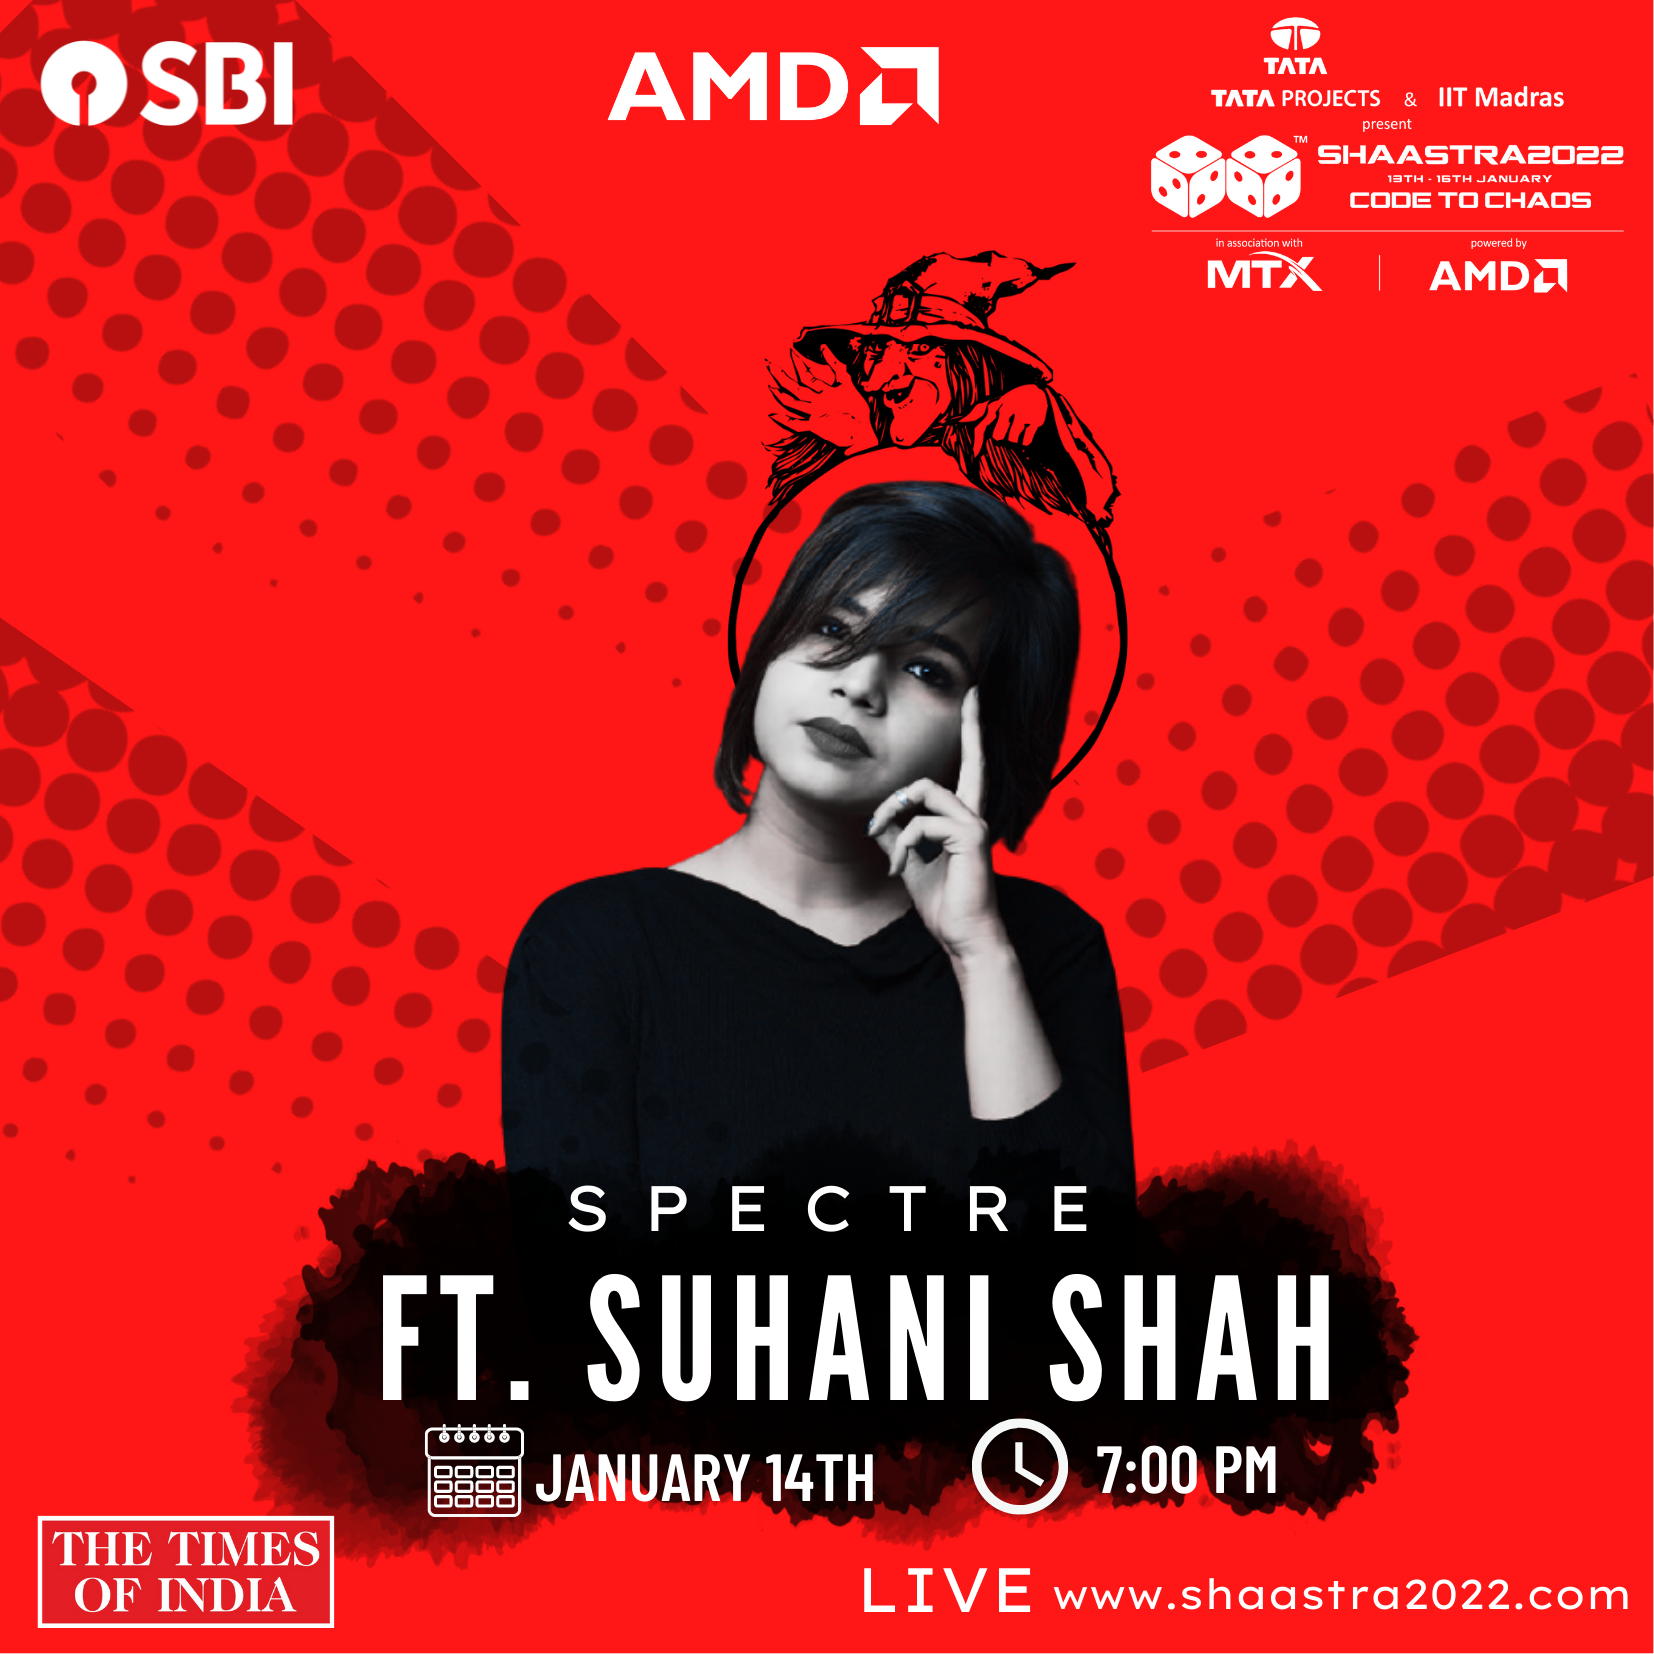 SBI
AMD
TATA
TATA PROJECTS & IIT Madras
present
TM
SHAASTRA2022
13TH - 16TH JANUARY
CODE TO CHAOS
in association with
MTX
powered by
AMD
SPECTRE
FT. SUHANI SHAH
JANUARY 14TH
7:00 PM
THE TIMES
OF INDIA
LIVE www.shaastra2022.com